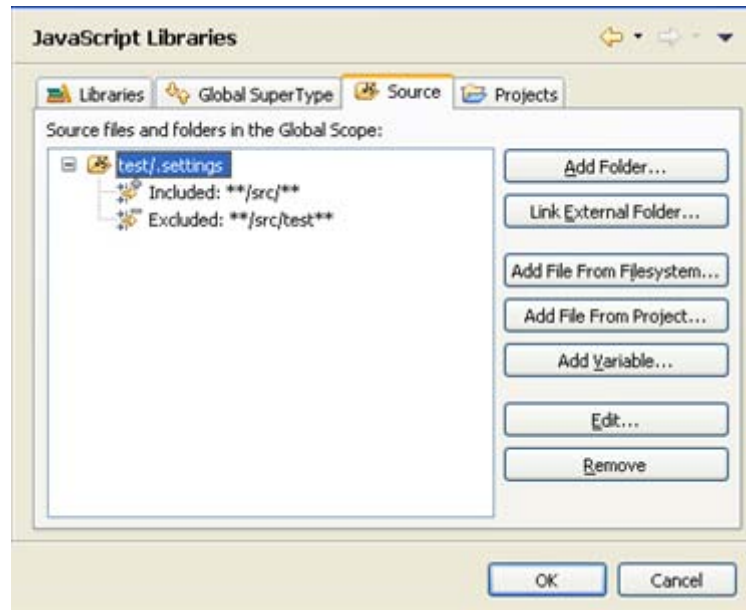 JavaScript Libraries
Libraries Global SuperType Source Projects
Source files and folders in the Global Scope:
test/.settings
Included: **/src/**
Excluded: **/src/test**
Add Folder...
Link External Folder...
Add File From Filesystem...
Add File From Project...
Add Variable...
Edit...
Remove
OK Cancel